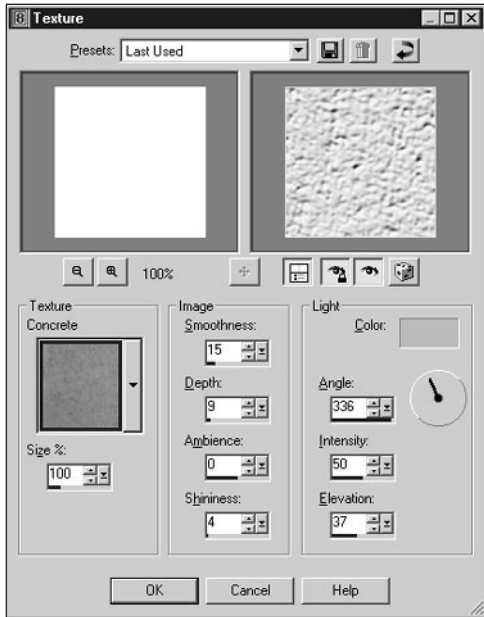 8 Texture
Presets: Last Used
100%
Texture
Concrete
Size %:
100
Image
Smoothness:
15
Depth:
9
Ambience:
0
Shininess:
4
Light
Color:
Angle:
336
Intensity:
50
Elevation:
37
OK Cancel Help